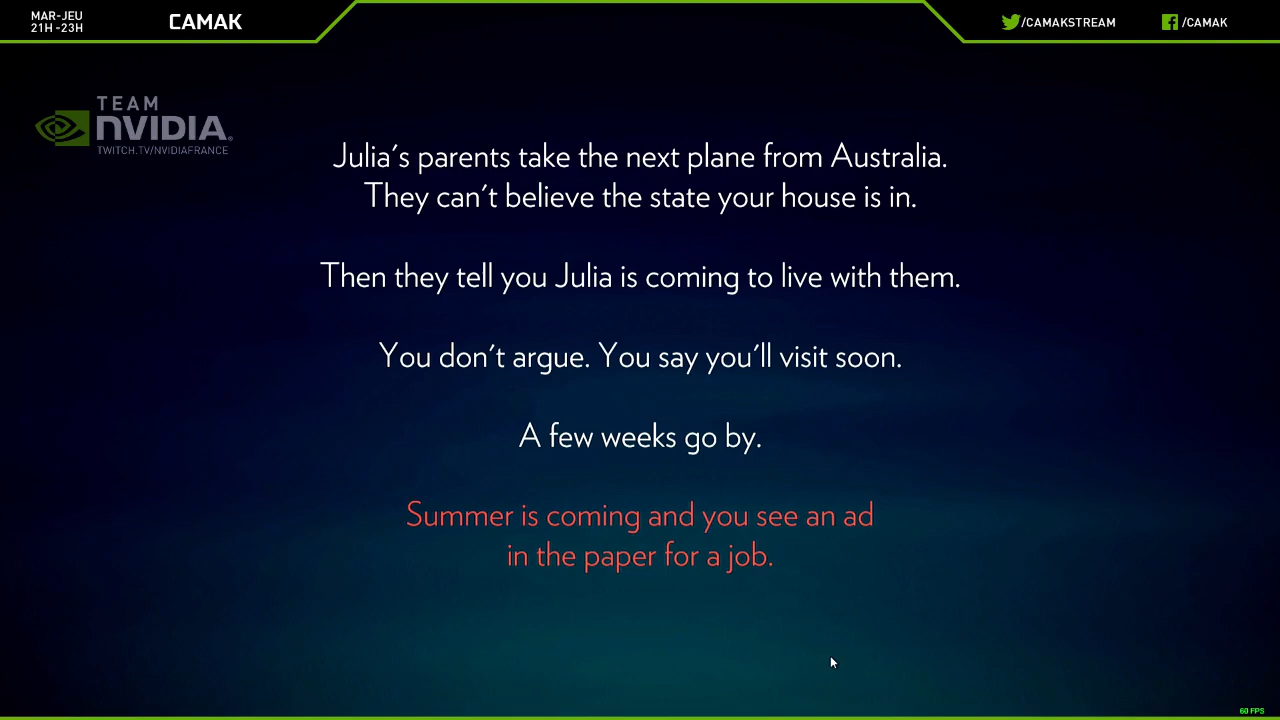 MAR-JEU
21H -23H
CAMAK
/CAMAKSTREAM
/CAMAK
TEAM
NVIDIA.
TWITCH.TV/NVIDIAFRANCE
Julia's parents take the next plane from Australia.
They can't believe the state your house is in.
Then they tell you Julia is coming to live with them.
You don't argue. You say you'll visit soon.
A few weeks go by.
Summer is coming and you see an ad
in the paper for a job.
60 FPS